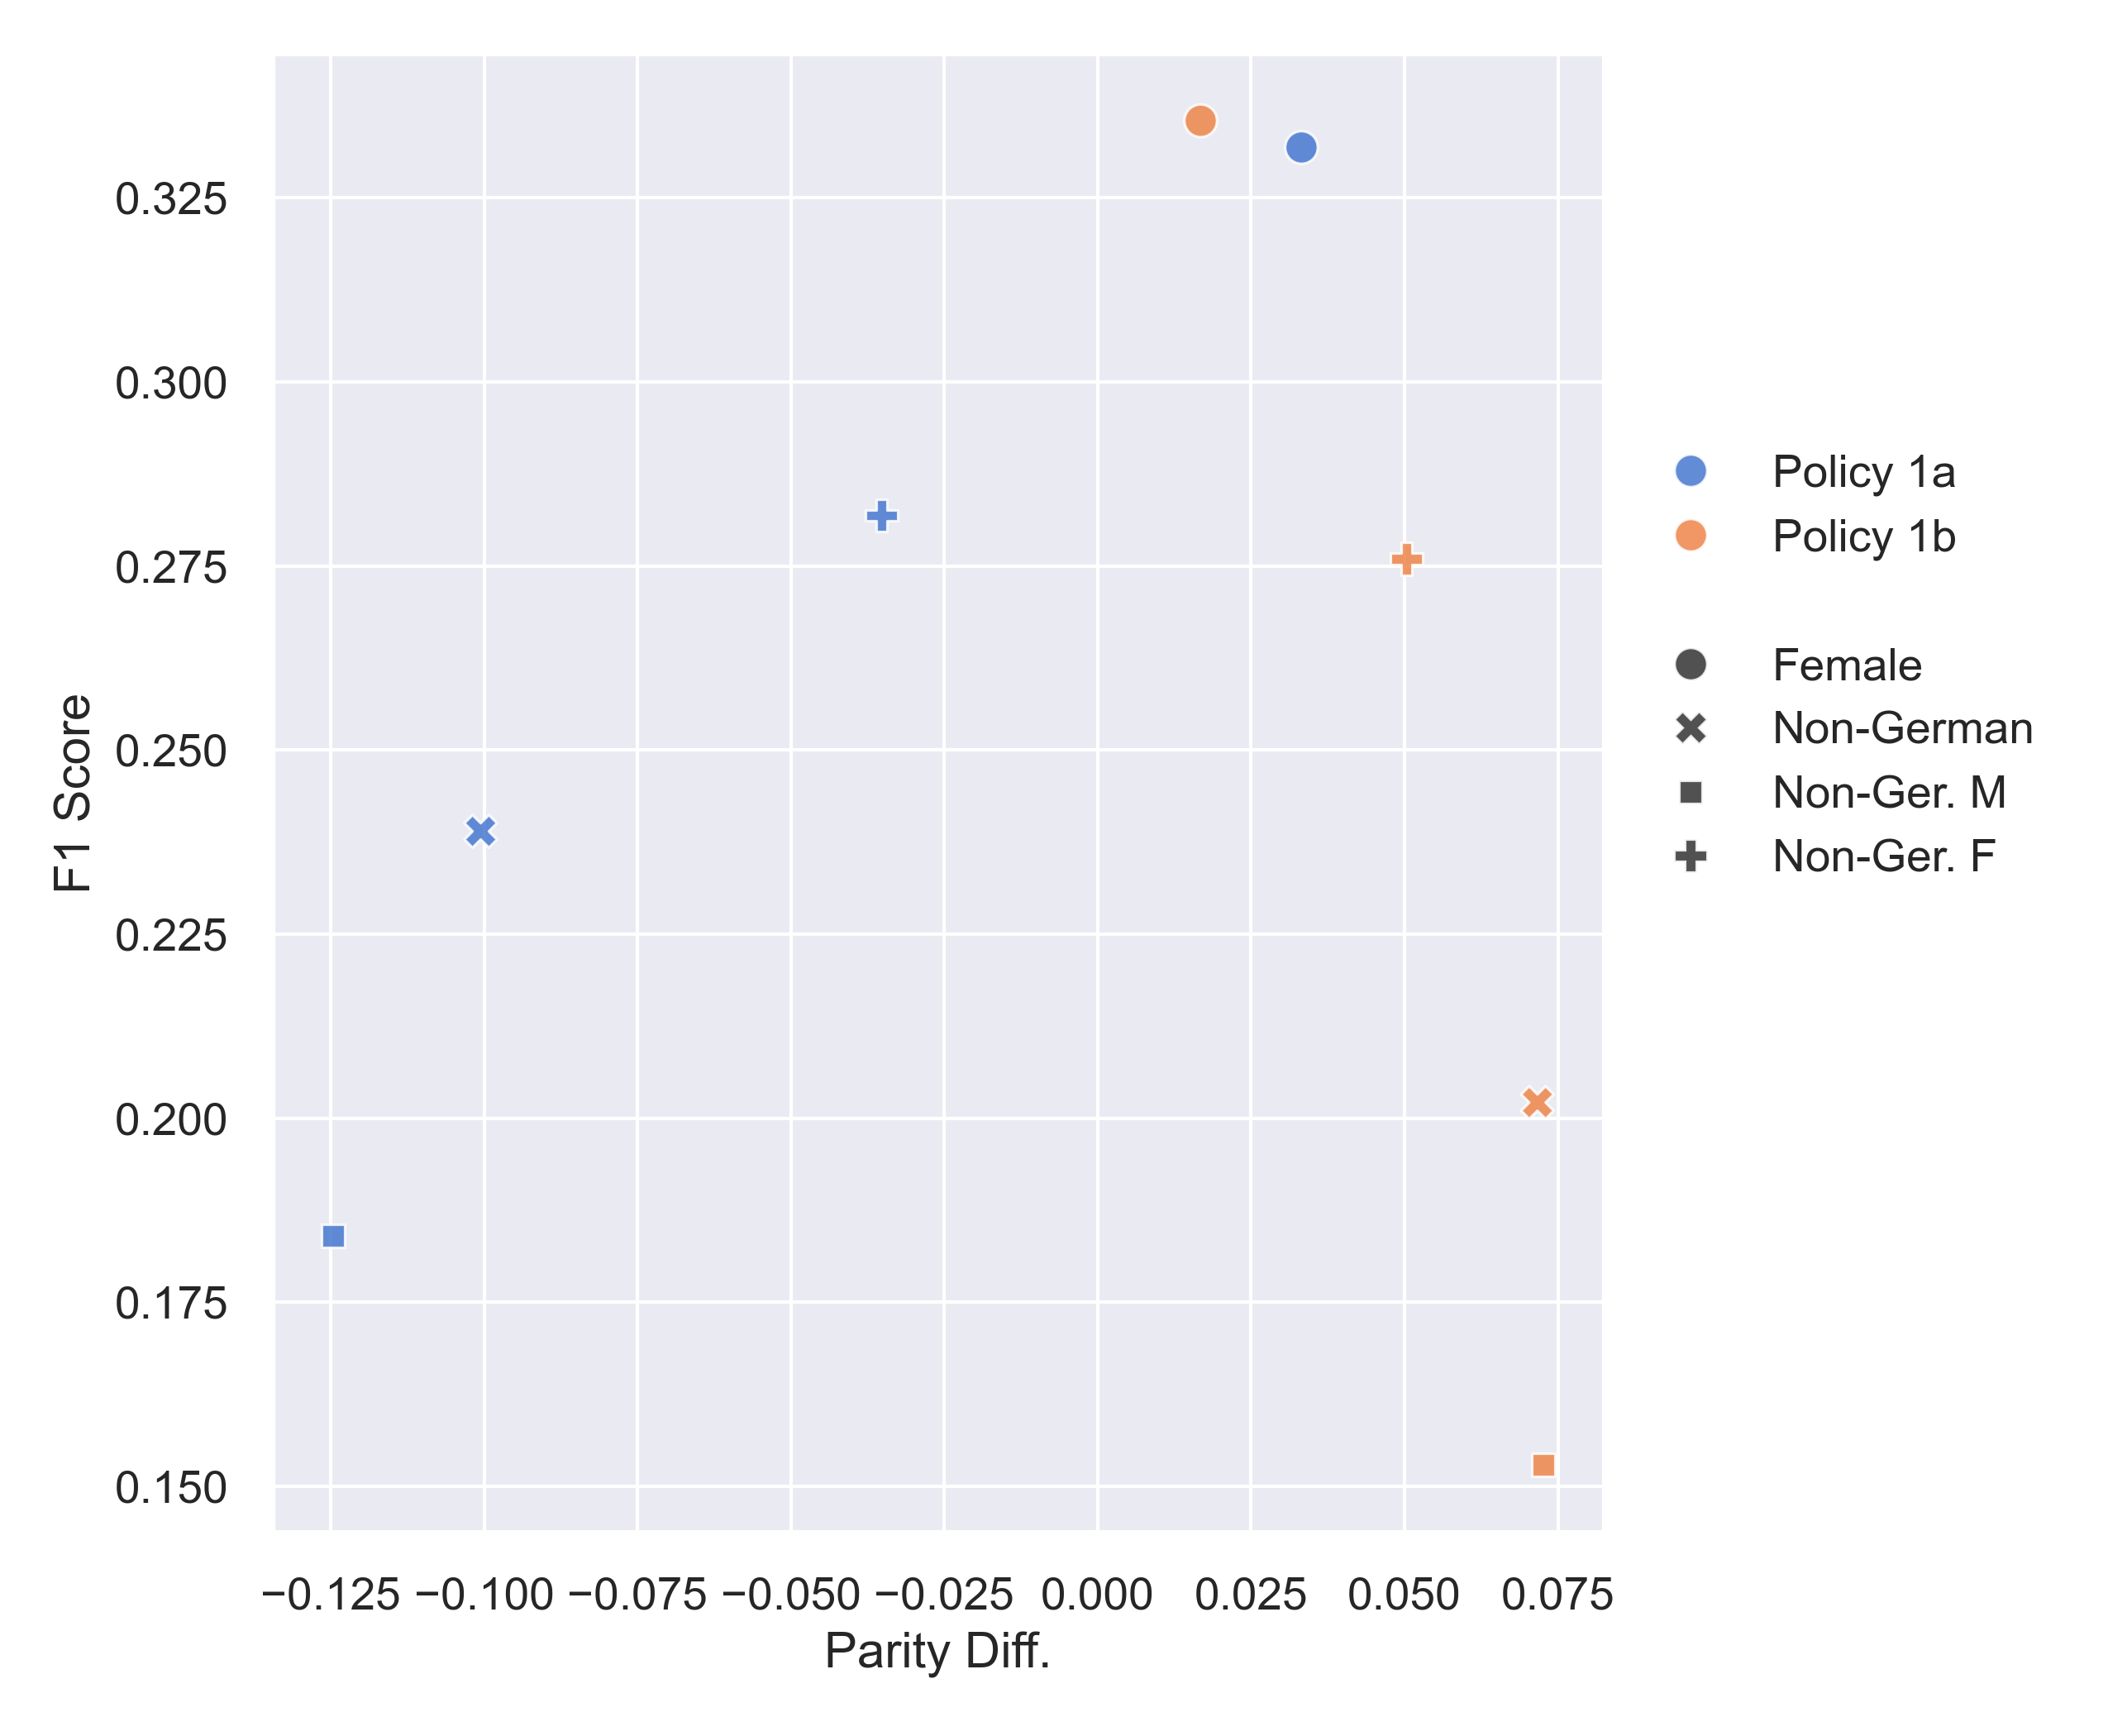 0.325
0.300
0.275
0.250
0.225
0.200
0.175
0.150
F1 Score
−0.125 −0.100 −0.075 −0.050 −0.025 0.000 0.025 0.050 0.075
Parity Diff.
Policy 1a
Policy 1b
Female
Non-German
Non-Ger. M
Non-Ger. F